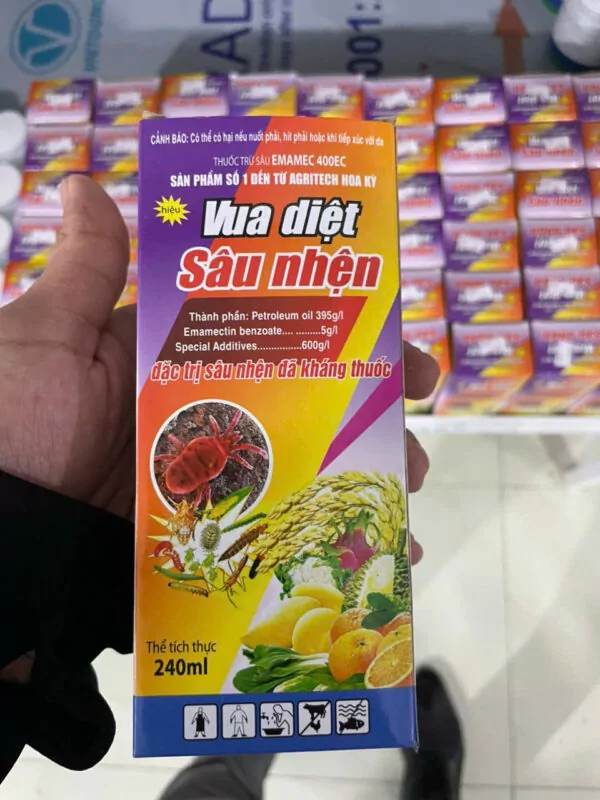 CẢNH BÁO: Có thể có hại nếu nuốt phải, hít phải hoặc khi tiếp xúc với da
THUỐC TRỪ SÂU EMAMEC 400EC
SẢN PHẨM SỐ 1 ĐẾN TỪ AGRITECH HOA KỲ
hiệu
Vua diệt
Sâu nhện
Thành phần: Petroleum oil 395g/l
Emamectin benzoate.... .........5g/l
Special Additives................600g/l
đặc trị sâu nhện đã kháng thuốc
Thể tích thực
240ml
AD
001: